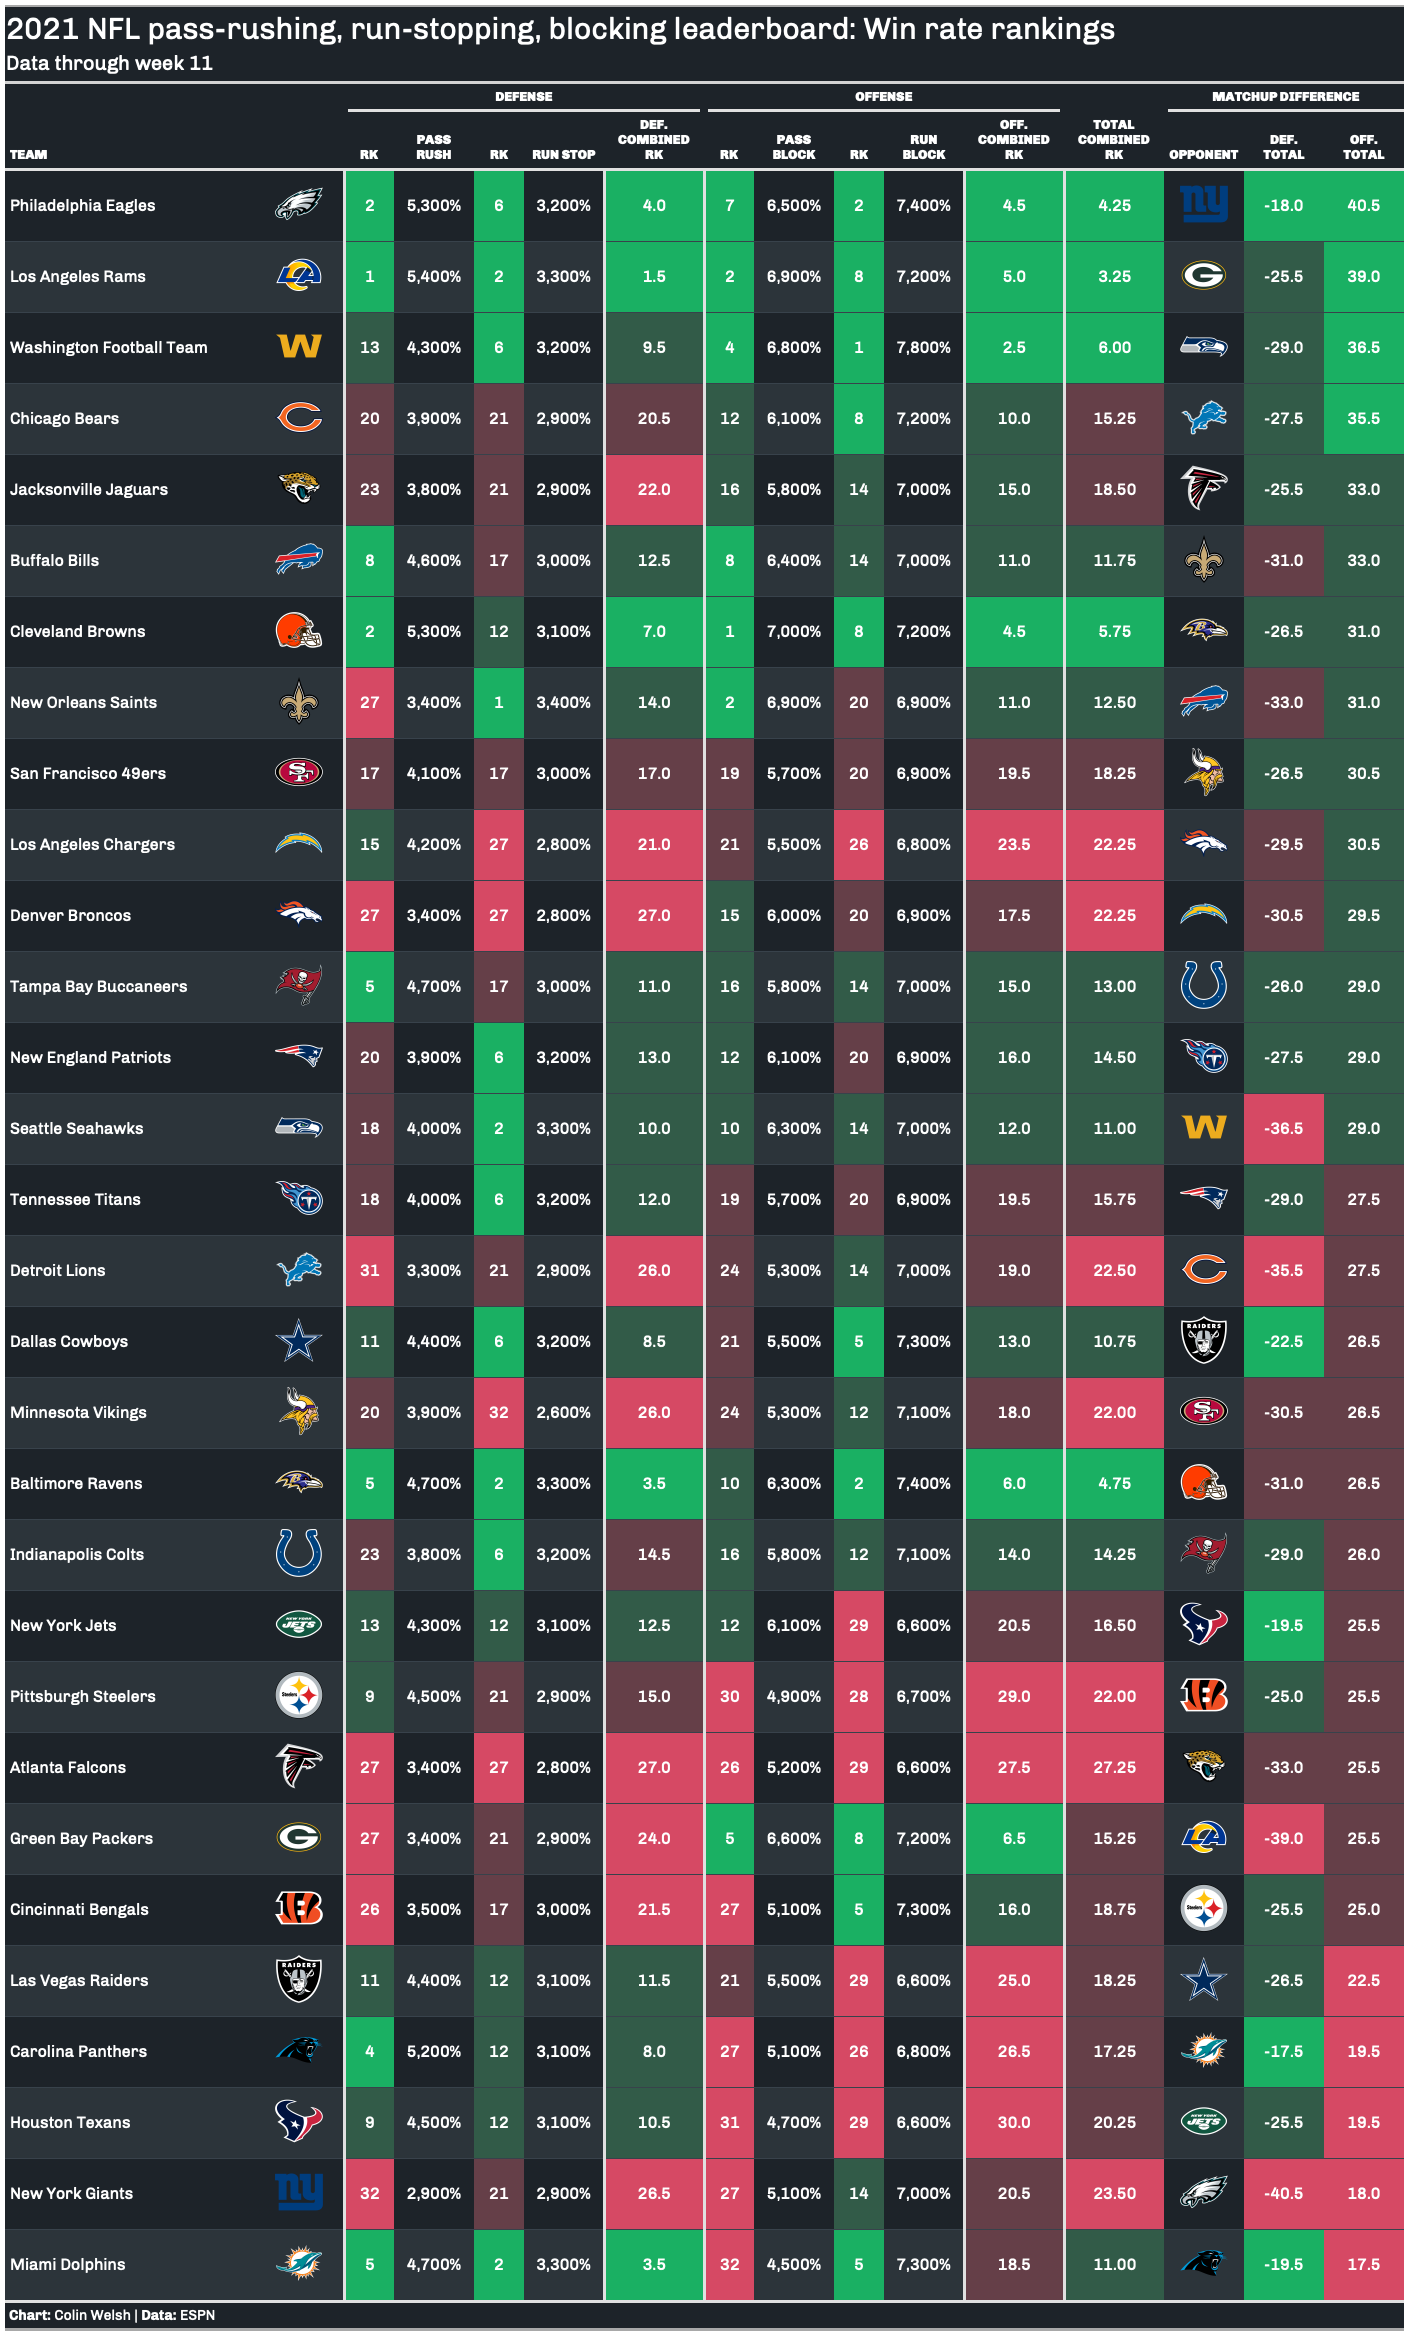 2021 NFL pass-rushing, run-stopping, blocking leaderboard: Win rate rankings
Data through week 11
DEFENSE OFFENSE MATCHUP DIFFERENCE
TEAM RK PASS RUSH RK RUN STOP DEF. COMBINED RK RK PASS BLOCK RK RUN BLOCK OFF. COMBINED RK TOTAL COMBINED RK OPPONENT DEF. TOTAL OFF. TOTAL
Philadelphia Eagles 2 5,300% 6 3,200% 4.0 7 6,500% 2 7,400% 4.5 4.25 ny -18.0 40.5
Los Angeles Rams LA 1 5,400% 2 3,300% 1.5 2 6,900% 8 7,200% 5.0 3.25 G -25.5 39.0
Washington Football Team W 13 4,300% 6 3,200% 9.5 4 6,800% 1 7,800% 2.5 6.00 -29.0 36.5
Chicago Bears C 20 3,900% 21 2,900% 20.5 12 6,100% 8 7,200% 10.0 15.25 -27.5 35.5
Jacksonville Jaguars 23 3,800% 21 2,900% 22.0 16 5,800% 14 7,000% 15.0 18.50 -25.5 33.0
Buffalo Bills 8 4,600% 17 3,000% 12.5 8 6,400% 14 7,000% 11.0 11.75 -31.0 33.0
Cleveland Browns 2 5,300% 12 3,100% 7.0 1 7,000% 8 7,200% 4.5 5.75 B -26.5 31.0
New Orleans Saints 27 3,400% 1 3,400% 14.0 2 6,900% 20 6,900% 11.0 12.50 -33.0 31.0
San Francisco 49ers SF 17 4,100% 17 3,000% 17.0 19 5,700% 20 6,900% 19.5 18.25 -26.5 30.5
Los Angeles Chargers 15 4,200% 27 2,800% 21.0 21 5,500% 26 6,800% 23.5 22.25 -29.5 30.5
Denver Broncos 27 3,400% 27 2,800% 27.0 15 6,000% 20 6,900% 17.5 22.25 -30.5 29.5
Tampa Bay Buccaneers 5 4,700% 17 3,000% 11.0 16 5,800% 14 7,000% 15.0 13.00 -26.0 29.0
New England Patriots 20 3,900% 6 3,200% 13.0 12 6,100% 20 6,900% 16.0 14.50 T -27.5 29.0
Seattle Seahawks 18 4,000% 2 3,300% 10.0 10 6,300% 14 7,000% 12.0 11.00 W -36.5 29.0
Tennessee Titans T 18 4,000% 6 3,200% 12.0 19 5,700% 20 6,900% 19.5 15.75 -29.0 27.5
Detroit Lions 31 3,300% 21 2,900% 26.0 24 5,300% 14 7,000% 19.0 22.50 C -35.5 27.5
Dallas Cowboys 11 4,400% 6 3,200% 8.5 21 5,500% 5 7,300% 13.0 10.75 RAIDERS -22.5 26.5
Minnesota Vikings 20 3,900% 32 2,600% 26.0 24 5,300% 12 7,100% 18.0 22.00 SF -30.5 26.5
Baltimore Ravens B 5 4,700% 2 3,300% 3.5 10 6,300% 2 7,400% 6.0 4.75 -31.0 26.5
Indianapolis Colts 23 3,800% 6 3,200% 14.5 16 5,800% 12 7,100% 14.0 14.25 -29.0 26.0
New York Jets NEW YORK JETS 13 4,300% 12 3,100% 12.5 12 6,100% 29 6,600% 20.5 16.50 -19.5 25.5
Pittsburgh Steelers Steelers 9 4,500% 21 2,900% 15.0 30 4,900% 28 6,700% 29.0 22.00 B -25.0 25.5
Atlanta Falcons 27 3,400% 27 2,800% 27.0 26 5,200% 29 6,600% 27.5 27.25 -33.0 25.5
Green Bay Packers G 27 3,400% 21 2,900% 24.0 5 6,600% 8 7,200% 6.5 15.25 LA -39.0 25.5
Cincinnati Bengals B 26 3,500% 17 3,000% 21.5 27 5,100% 5 7,300% 16.0 18.75 Steelers -25.5 25.0
Las Vegas Raiders RAIDERS 11 4,400% 12 3,100% 11.5 21 5,500% 29 6,600% 25.0 18.25 -26.5 22.5
Carolina Panthers 4 5,200% 12 3,100% 8.0 27 5,100% 26 6,800% 26.5 17.25 -17.5 19.5
Houston Texans 9 4,500% 12 3,100% 10.5 31 4,700% 29 6,600% 30.0 20.25 NEW YORK JETS -25.5 19.5
New York Giants ny 32 2,900% 21 2,900% 26.5 27 5,100% 14 7,000% 20.5 23.50 -40.5 18.0
Miami Dolphins 5 4,700% 2 3,300% 3.5 32 4,500% 5 7,300% 18.5 11.00 -19.5 17.5
Chart: Colin Welsh | Data: ESPN